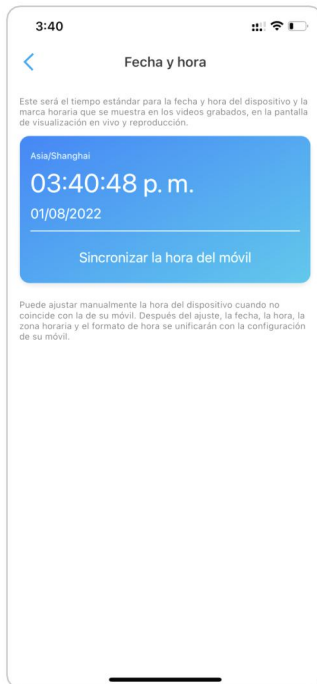 3:40
Fecha y hora
Este será el tiempo estándar para la fecha y hora del dispositivo y la
marca horaria que se muestra en los videos grabados, en la pantalla
de visualización en vivo y reproducción.
Asia/Shanghai
03:40:48 p. m.
01/08/2022
Sincronizar la hora del móvil
Puede ajustar manualmente la hora del dispositivo cuando no
coincide con la de su móvil. Después del ajuste, la fecha, la hora, la
zona horaria y el formato de hora se unificarán con la configuración
de su móvil.